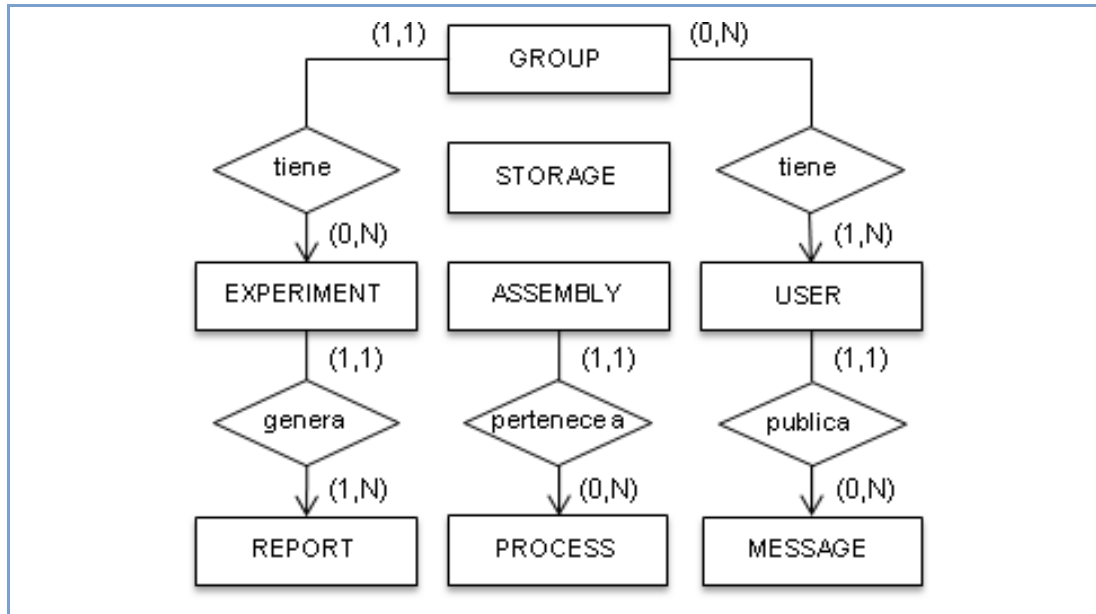 (1,1)
GROUP
(0,N)
tiene
STORAGE
tiene
(0,N)
(1,N)
EXPERIMENT
ASSEMBLY
USER
(1,1)
(1,1)
(1,1)
genera
pertenece a
publica
(1,N)
(0,N)
(0,N)
REPORT
PROCESS
MESSAGE